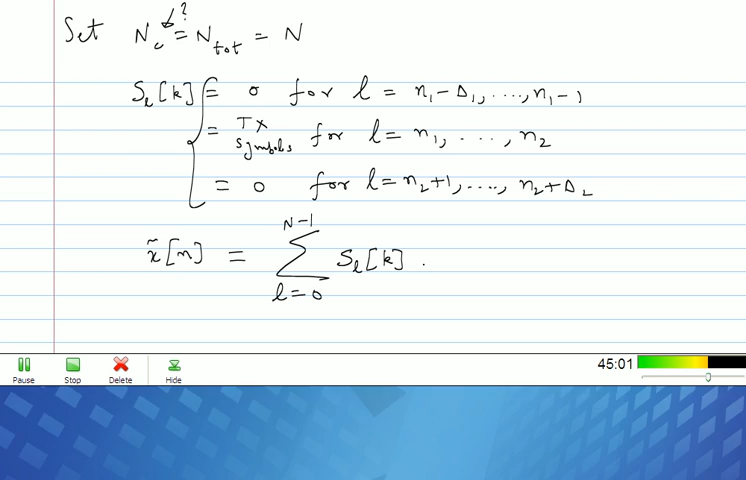 ?
Set N_c = N_tot = N
S_l[k] = 0 for l = n_1 - Δ_1, ...., n_1 - 1
= TX symbols for l = n_1, ...., n_2
= 0 for l = n_2 + 1, ...., n_2 + Δ_2
x̃[n] = Σ_{l=0}^{N-1} S_l[k] .
45:01
Pause Stop Delete Hide